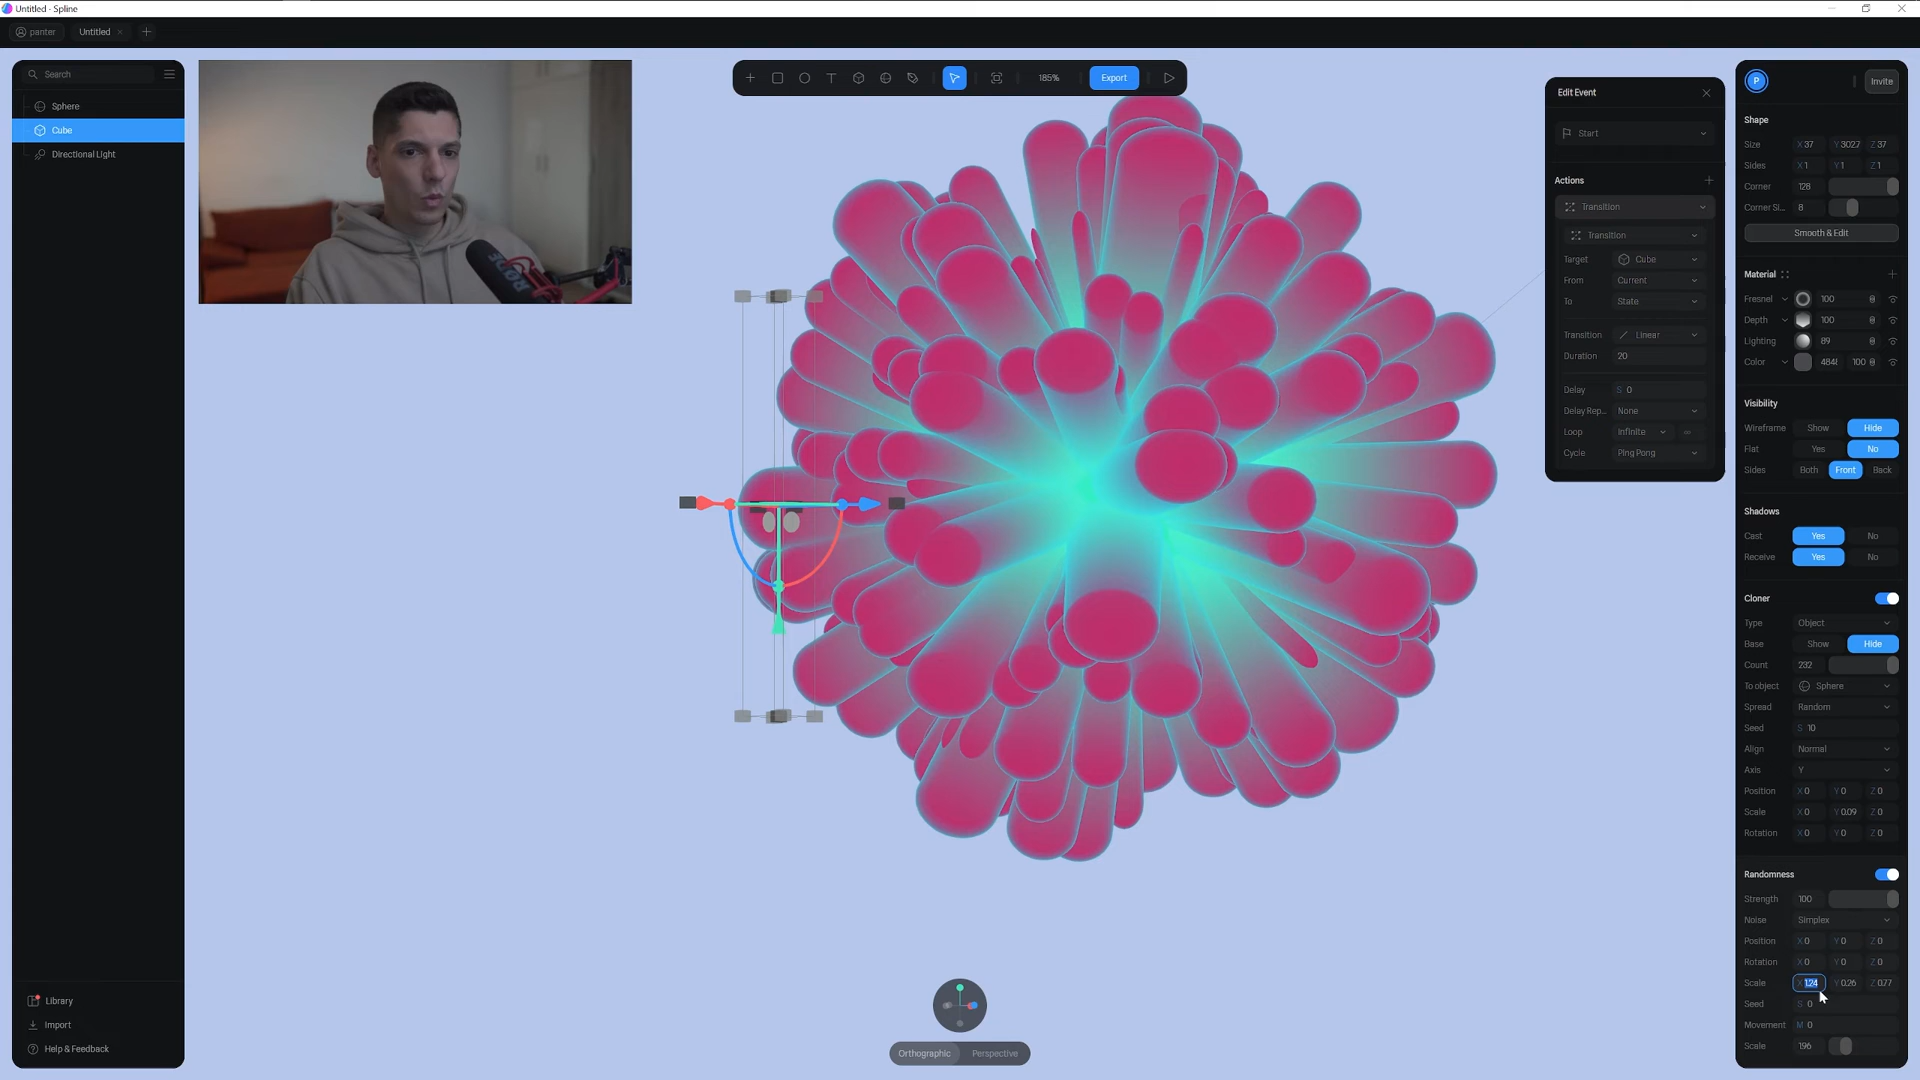 Untitled - Spline
panter
Untitled
Search
Sphere
Cube
Directional Light
Library
Import
Help & Feedback
185%
Export
RØDE
Orthographic
Perspective
Edit Event
Start
Actions
Transition
Transition
Target Cube
From Current
To State
Transition Linear
Duration 20
Delay S 0
Delay Rep... None
Loop Infinite
Cycle Ping Pong
P
Invite
Shape
Size X 37 Y 302.7 Z 37
Sides X 1 Y 1 Z 1
Corner 128
Corner Si... 8
Smooth & Edit
Material
Fresnel 100
Depth 100
Lighting 89
Color 484 100
Visibility
Wireframe Show Hide
Flat Yes No
Sides Both Front Back
Shadows
Cast Yes No
Receive Yes No
Cloner
Type Object
Base Show Hide
Count 232
To object Sphere
Spread Random
Seed S 10
Align Normal
Axis Y
Position X 0 Y 0 Z 0
Scale X 0 Y 0.09 Z 0
Rotation X 0 Y 0 Z 0
Randomness
Strength 100
Noise Simplex
Position X 0 Y 0 Z 0
Rotation X 0 Y 0 Z 0
Scale X 1.24 Y 0.26 Z 0.77
Seed S 0
Movement M 0
Scale 196